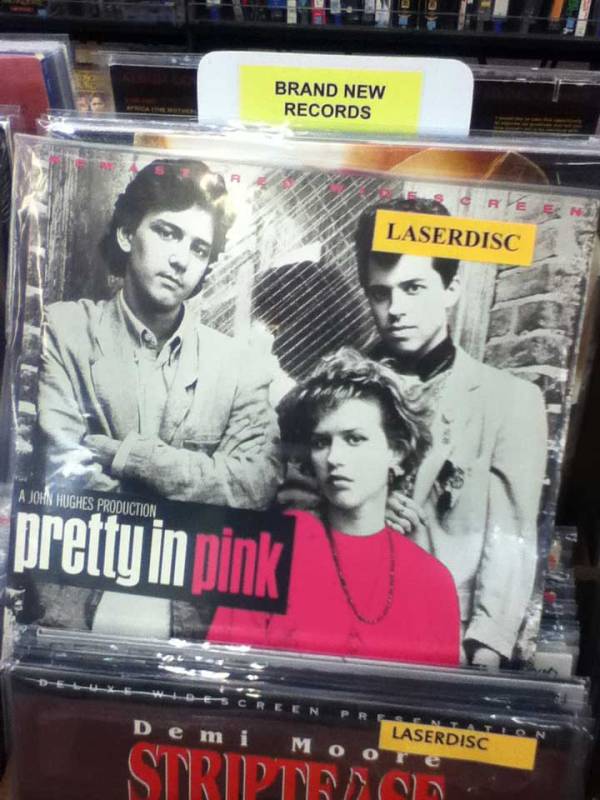 BRAND NEW
RECORDS
REMASTERED WIDESCREEN
LASERDISC
A JOHN HUGHES PRODUCTION
pretty in pink
DELUXE WIDESCREEN PRESENTATION
LASERDISC
Demi Moore
STRIPTEASE